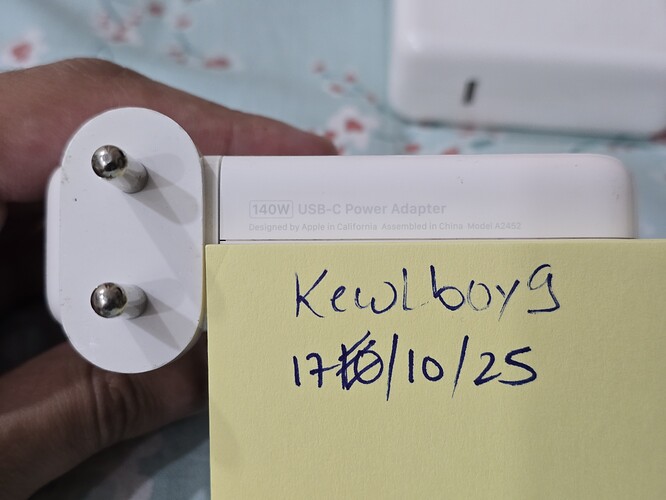 140W USB-C Power Adapter
Designed by Apple in California Assembled in China Model A2452
Kewlboy9
17/10/25